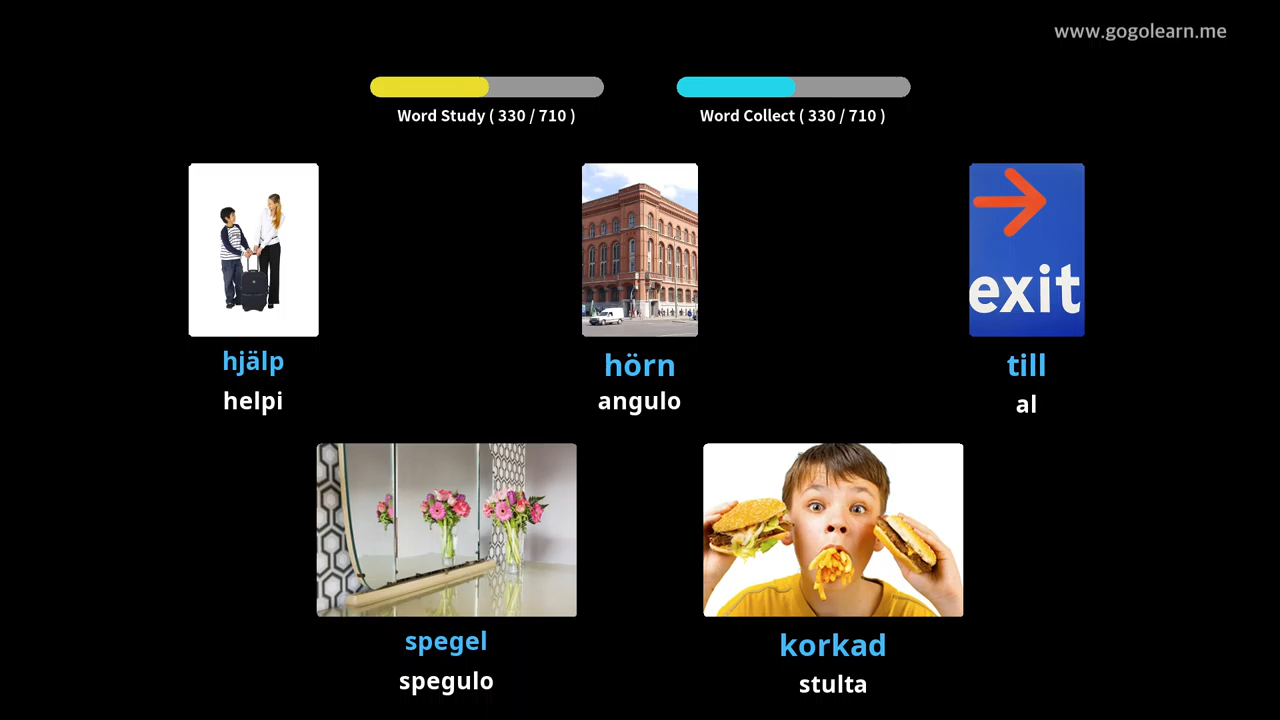 www.gogolearn.me
Word Study ( 330 / 710 )
Word Collect ( 330 / 710 )
exit
hjälp
helpi
hörn
angulo
till
al
spegel
spegulo
korkad
stulta